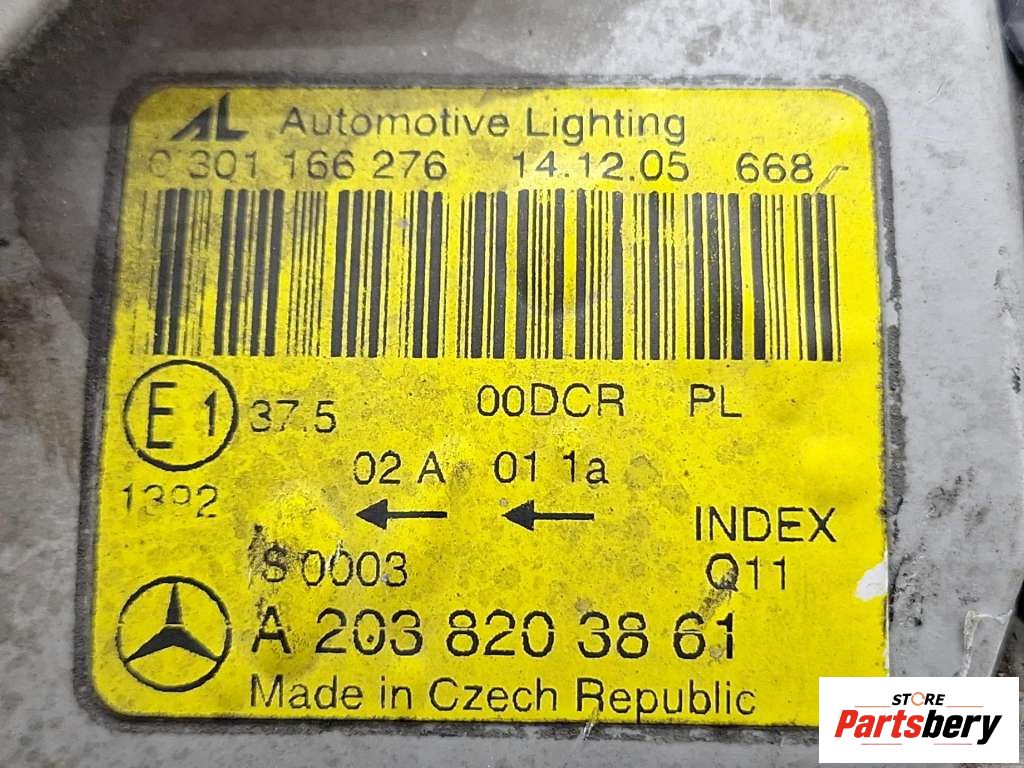 AL Automotive Lighting
0 301 166 276 14.12.05 668
E1 37.5 00DCR PL
02 A 01 1a
1392
INDEX
S 0003 Q11
A 203 820 38 61
Made in Czech Republic
STORE
Partsbery